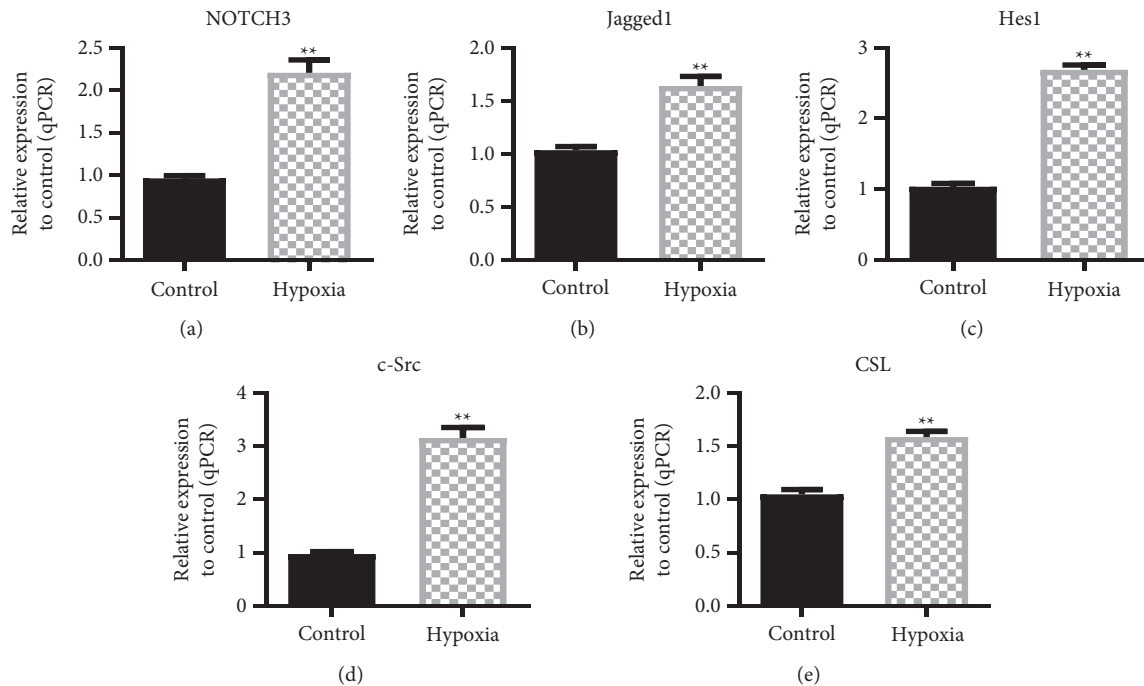 NOTCH3
2.5
2.0
1.5
1.0
0.5
0.0
Relative expression
to control (qPCR)
**
Control
Hypoxia
(a)
Jagged1
2.0
1.5
1.0
0.5
0.0
Relative expression
to control (qPCR)
**
Control
Hypoxia
(b)
Hes1
3
2
1
0
Relative expression
to control (qPCR)
**
Control
Hypoxia
(c)
c-Src
4
3
2
1
0
Relative expression
to control (qPCR)
**
Control
Hypoxia
(d)
CSL
2.0
1.5
1.0
0.5
0.0
Relative expression
to control (qPCR)
**
Control
Hypoxia
(e)